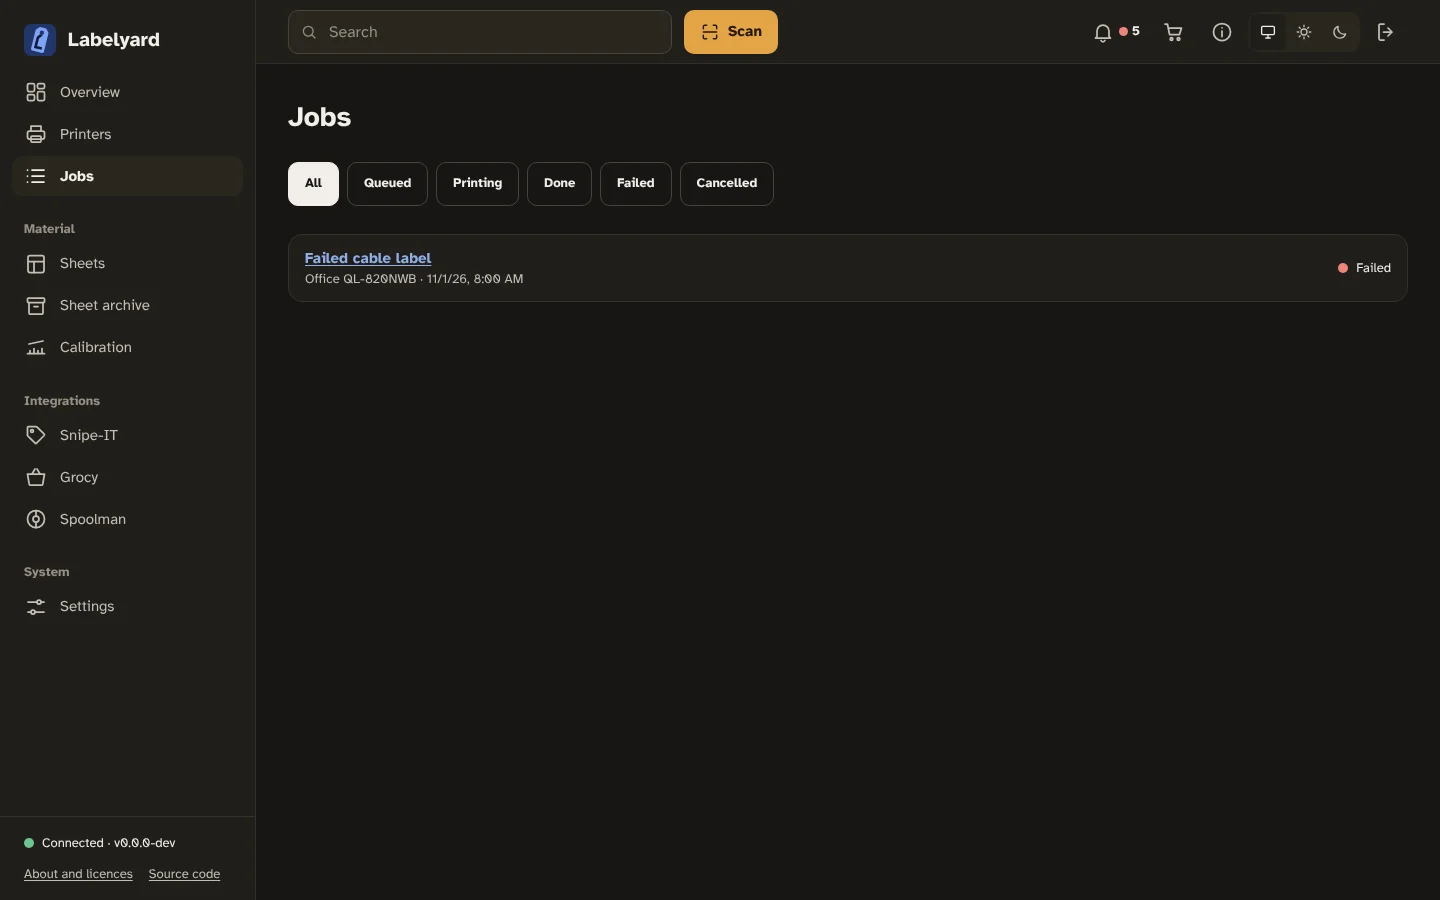 Labelyard
Search
Scan
5
Overview
Printers
Jobs
Material
Sheets
Sheet archive
Calibration
Integrations
Snipe-IT
Grocy
Spoolman
System
Settings
Connected · v0.0.0-dev
About and licences
Source code
Jobs
All
Queued
Printing
Done
Failed
Cancelled
Failed cable label
Office QL-820NWB · 11/1/26, 8:00 AM
Failed